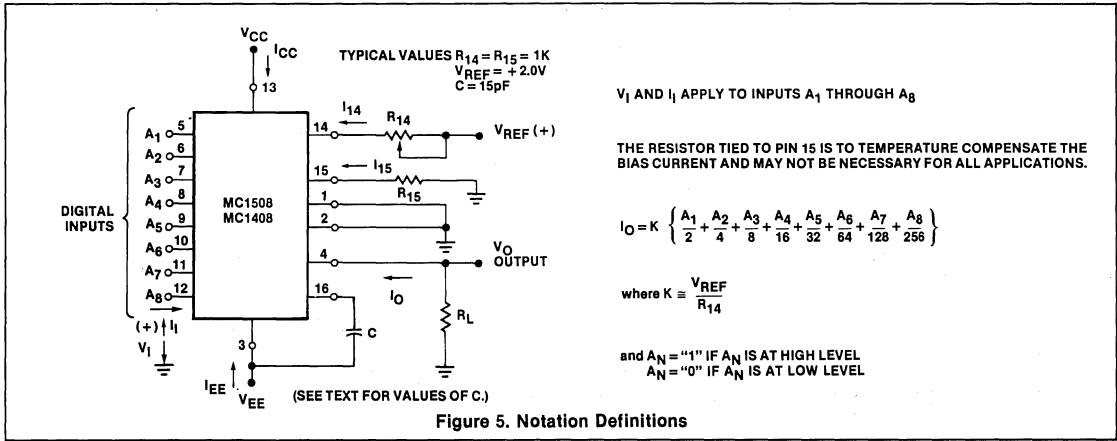 VCC
ICC
13
TYPICAL VALUES R14 = R15 = 1K
VREF = +2.0V
C = 15pF
DIGITAL
INPUTS
A1 5
A2 6
A3 7
A4 8
A5 9
A6 10
A7 11
A8 12
(+) II
VI
MC1508
MC1408
14
I14
R14
VREF (+)
15
I15
R15
1
2
4
VO
OUTPUT
IO
16
C
RL
3
IEE
VEE
(SEE TEXT FOR VALUES OF C.)
VI AND II APPLY TO INPUTS A1 THROUGH A8
THE RESISTOR TIED TO PIN 15 IS TO TEMPERATURE COMPENSATE THE
BIAS CURRENT AND MAY NOT BE NECESSARY FOR ALL APPLICATIONS.
IO = K { A1/2 + A2/4 + A3/8 + A4/16 + A5/32 + A6/64 + A7/128 + A8/256 }
where K ≅ VREF/R14
and AN = "1" IF AN IS AT HIGH LEVEL
AN = "0" IF AN IS AT LOW LEVEL
Figure 5. Notation Definitions